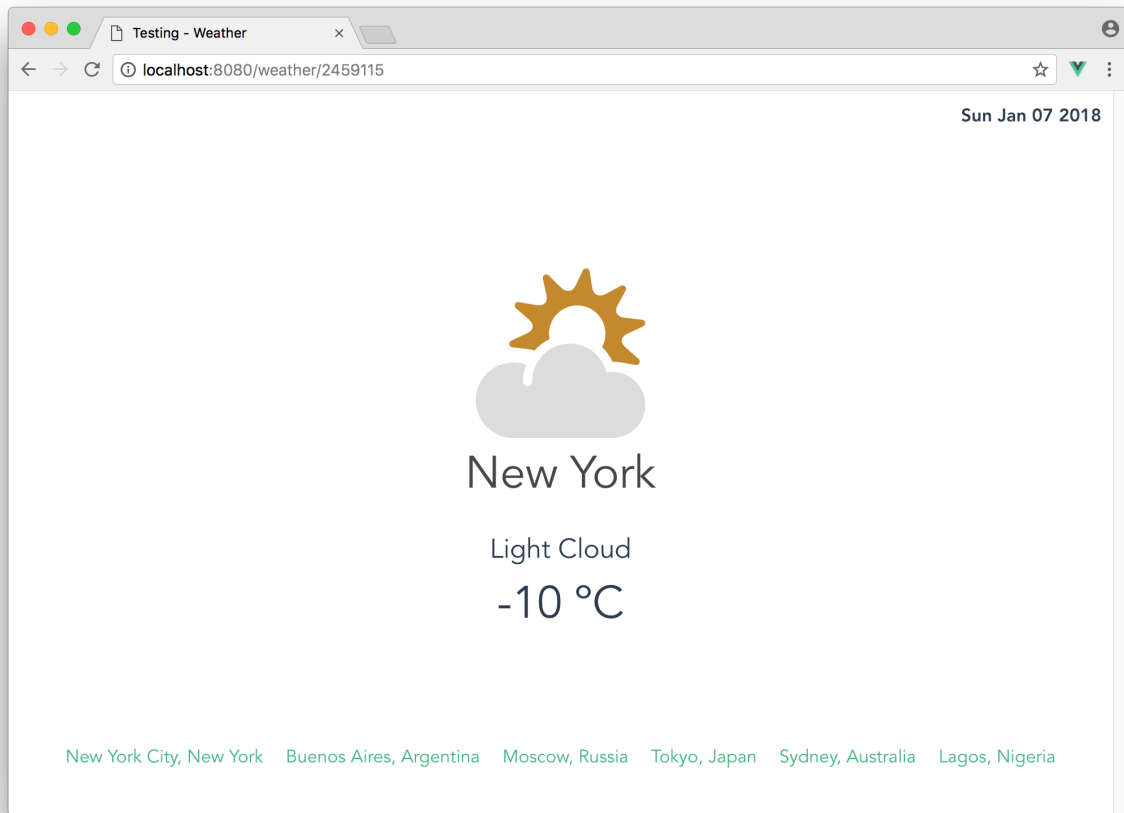 Testing - Weather
localhost:8080/weather/2459115
Sun Jan 07 2018
New York
Light Cloud
-10 ºC
New York City, New York Buenos Aires, Argentina Moscow, Russia Tokyo, Japan Sydney, Australia Lagos, Nigeria